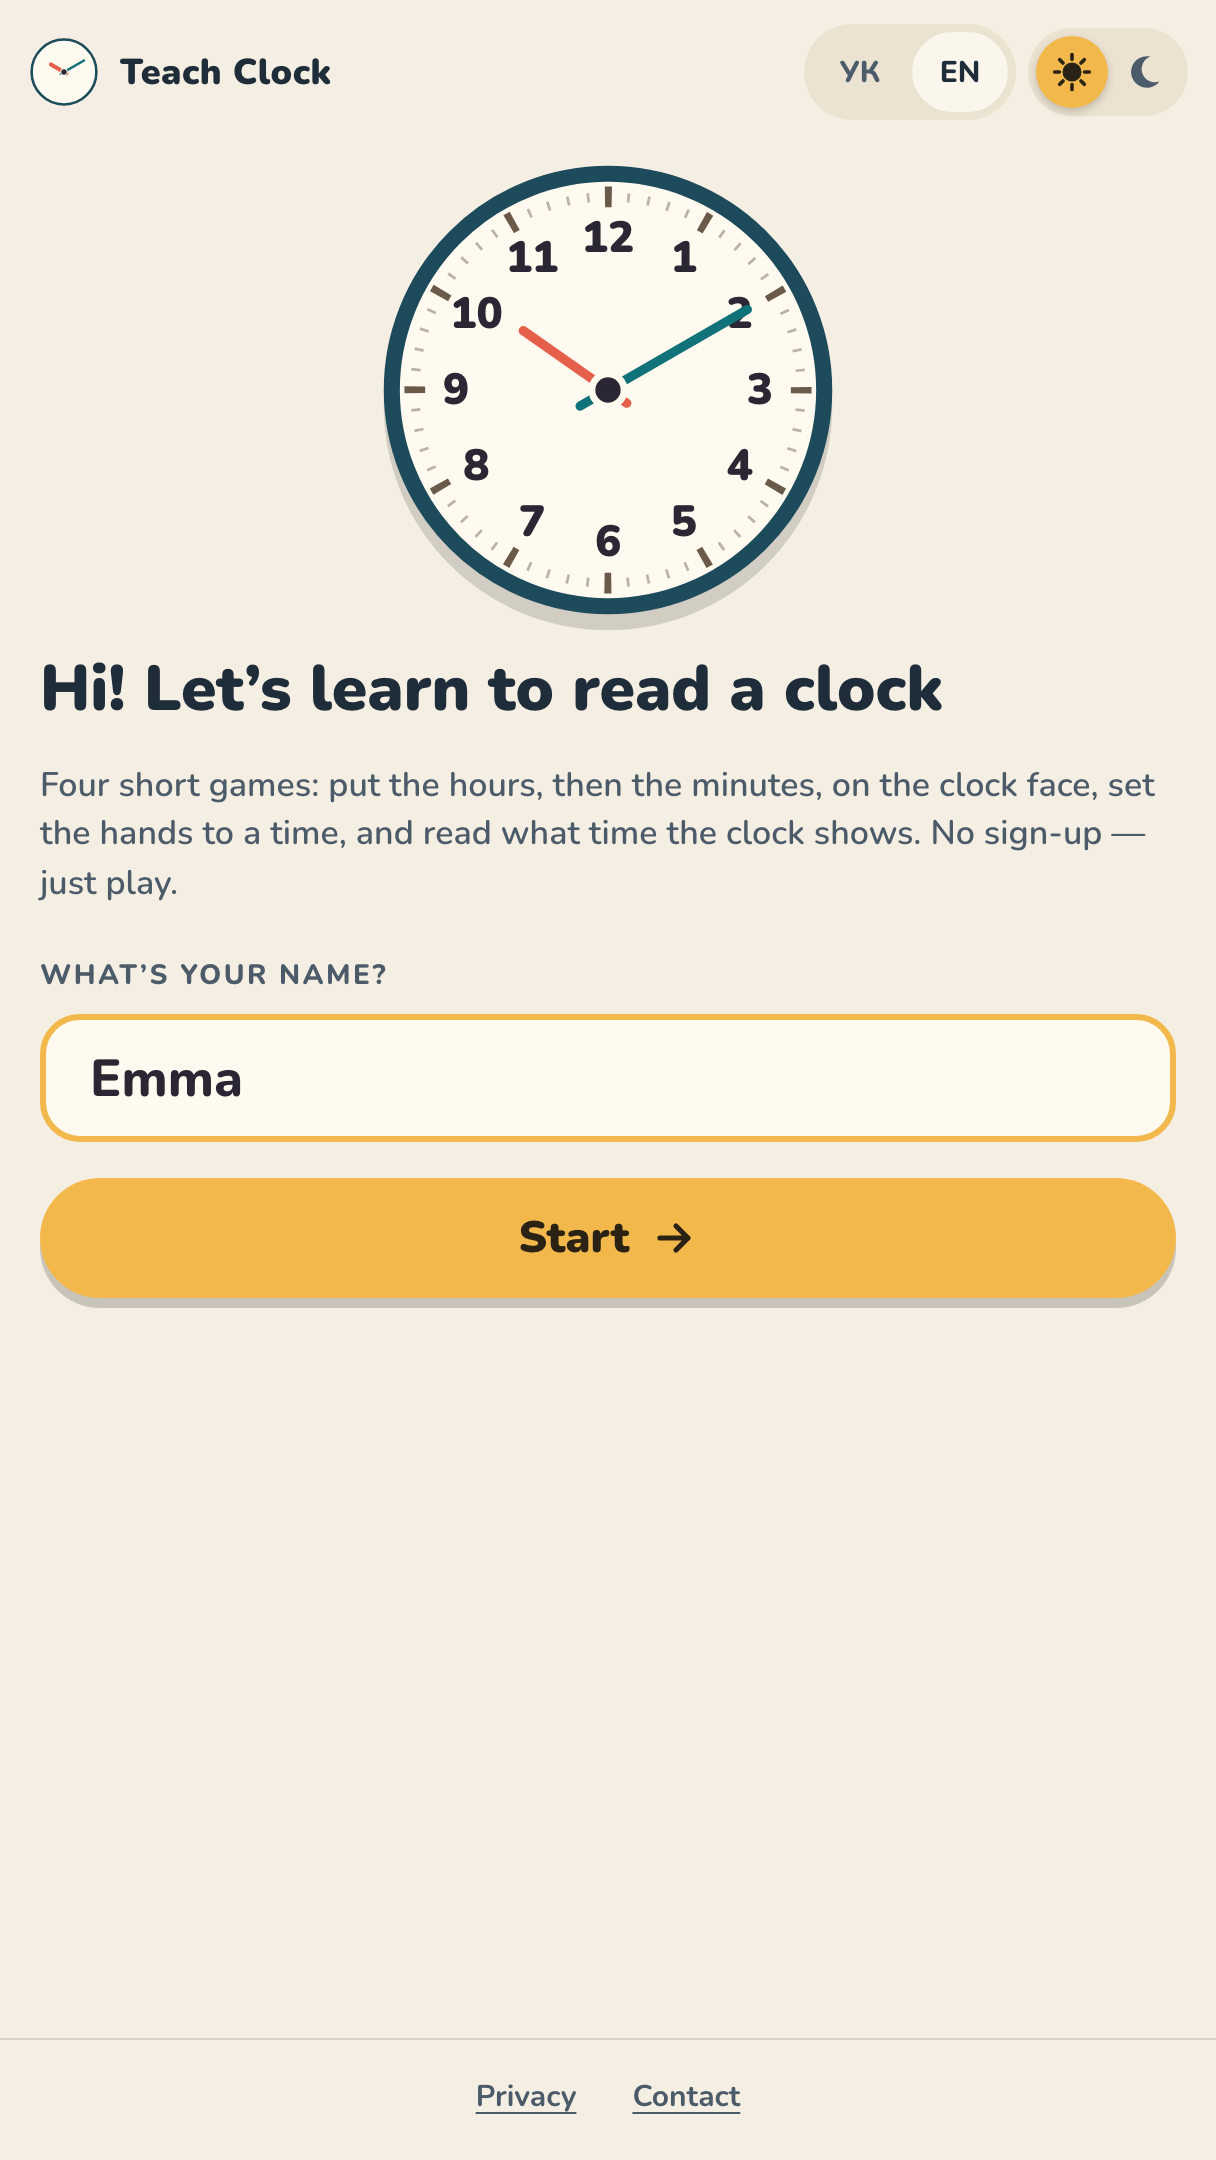 Teach Clock
УК EN
12
11 1
10 2
9 3
8 4
7 5
6
Hi! Let’s learn to read a clock
Four short games: put the hours, then the minutes, on the clock face, set
the hands to a time, and read what time the clock shows. No sign-up —
just play.
WHAT’S YOUR NAME?
Emma
Start →
Privacy Contact